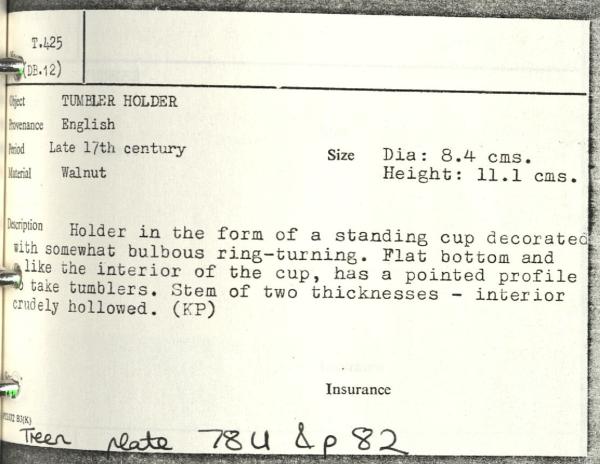 T.425
(DB.12)
Object TUMBLER HOLDER
Provenance English
Period Late 17th century
Material Walnut
Size Dia: 8.4 cms.
Height: 11.1 cms.
Description Holder in the form of a standing cup decorated
with somewhat bulbous ring-turning. Flat bottom and
like the interior of the cup, has a pointed profile
to take tumblers. Stem of two thicknesses - interior
crudely hollowed. (KP)
Insurance
83(K)
Treen plate 78U & p 82